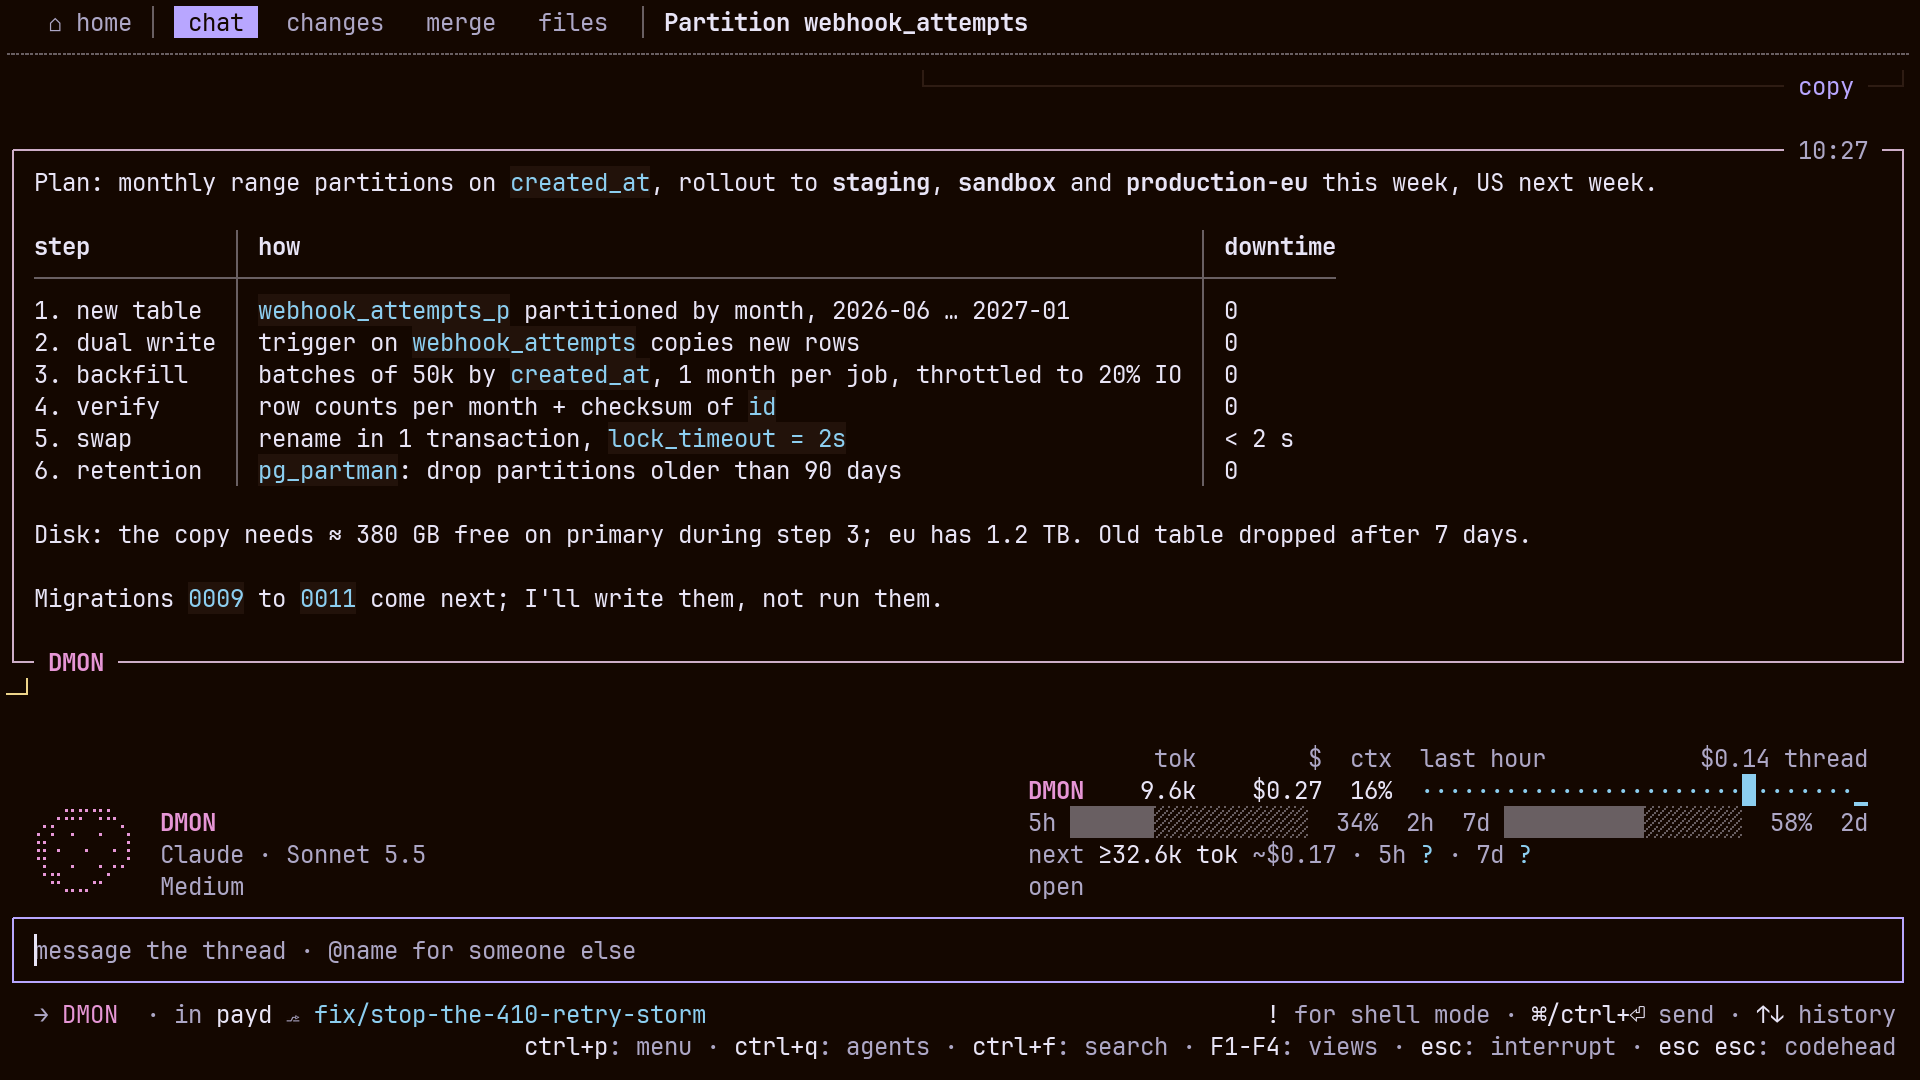 ⌂ home │ chat changes merge files │ Partition webhook_attempts
copy
10:27
Plan: monthly range partitions on created_at, rollout to staging, sandbox and production-eu this week, US next week.
step │ how │ downtime
1. new table │ webhook_attempts_p partitioned by month, 2026-06 … 2027-01 │ 0
2. dual write │ trigger on webhook_attempts copies new rows │ 0
3. backfill │ batches of 50k by created_at, 1 month per job, throttled to 20% IO │ 0
4. verify │ row counts per month + checksum of id │ 0
5. swap │ rename in 1 transaction, lock_timeout = 2s │ < 2 s
6. retention │ pg_partman: drop partitions older than 90 days │ 0
Disk: the copy needs ≈ 380 GB free on primary during step 3; eu has 1.2 TB. Old table dropped after 7 days.
Migrations 0009 to 0011 come next; I'll write them, not run them.
DMON
tok $ ctx last hour $0.14 thread
DMON 9.6k $0.27 16%
5h 34% 2h 7d 58% 2d
next ≥32.6k tok ~$0.17 · 5h ? · 7d ?
open
DMON
Claude · Sonnet 5.5
Medium
message the thread · @name for someone else
→ DMON · in payd fix/stop-the-410-retry-storm
! for shell mode · ⌘/ctrl+⏎ send · ↑↓ history
ctrl+p: menu · ctrl+q: agents · ctrl+f: search · F1-F4: views · esc: interrupt · esc esc: codehead